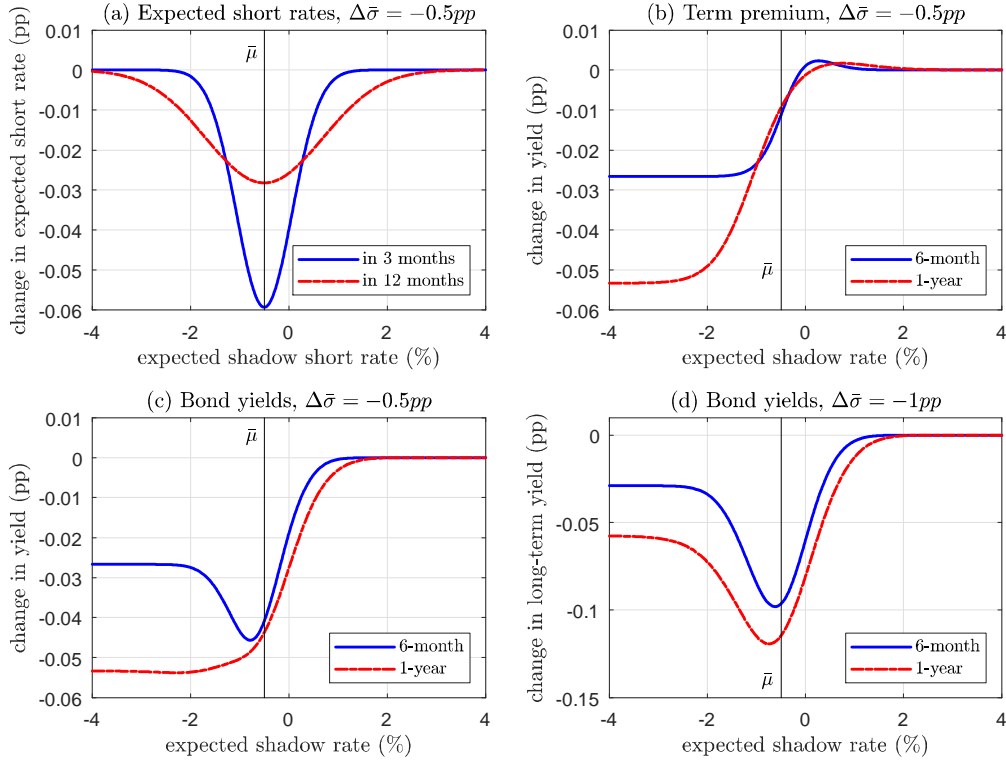 (a) Expected short rates, Δσ̄ = −0.5pp
change in expected short rate (pp)
0.01
0
-0.01
-0.02
-0.03
-0.04
-0.05
-0.06
μ̄
in 3 months
in 12 months
-4 -2 0 2 4
expected shadow short rate (%)
(b) Term premium, Δσ̄ = −0.5pp
change in yield (pp)
0.01
0
-0.01
-0.02
-0.03
-0.04
-0.05
-0.06
μ̄
6-month
1-year
-4 -2 0 2 4
expected shadow rate (%)
(c) Bond yields, Δσ̄ = −0.5pp
change in yield (pp)
0.01
0
-0.01
-0.02
-0.03
-0.04
-0.05
-0.06
μ̄
6-month
1-year
-4 -2 0 2 4
expected shadow rate (%)
(d) Bond yields, Δσ̄ = −1pp
change in long-term yield (pp)
0
-0.05
-0.1
-0.15
μ̄
6-month
1-year
-4 -2 0 2 4
expected shadow rate (%)